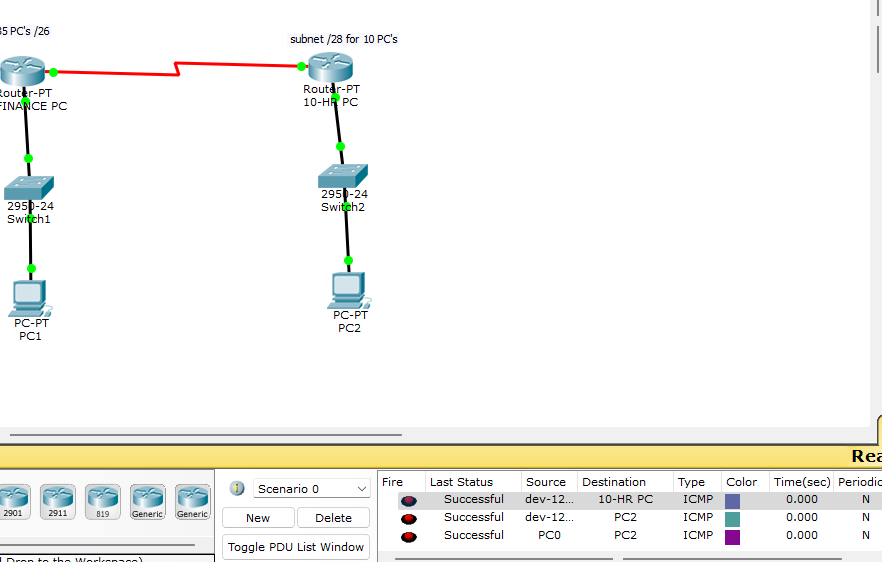 35 PC's /26
subnet /28 for 10 PC's
Router-PT
FINANCE PC
Router-PT
10-HR PC
2950-24
Switch1
2950-24
Switch2
PC-PT
PC1
PC-PT
PC2
Rea
2901
2911
819
Generic
Generic
Scenario 0
New
Delete
Toggle PDU List Window
Fire Last Status Source Destination Type Color Time(sec) Periodic
Successful dev-12... 10-HR PC ICMP 0.000 N
Successful dev-12... PC2 ICMP 0.000 N
Successful PC0 PC2 ICMP 0.000 N
Drop to the Workspace)